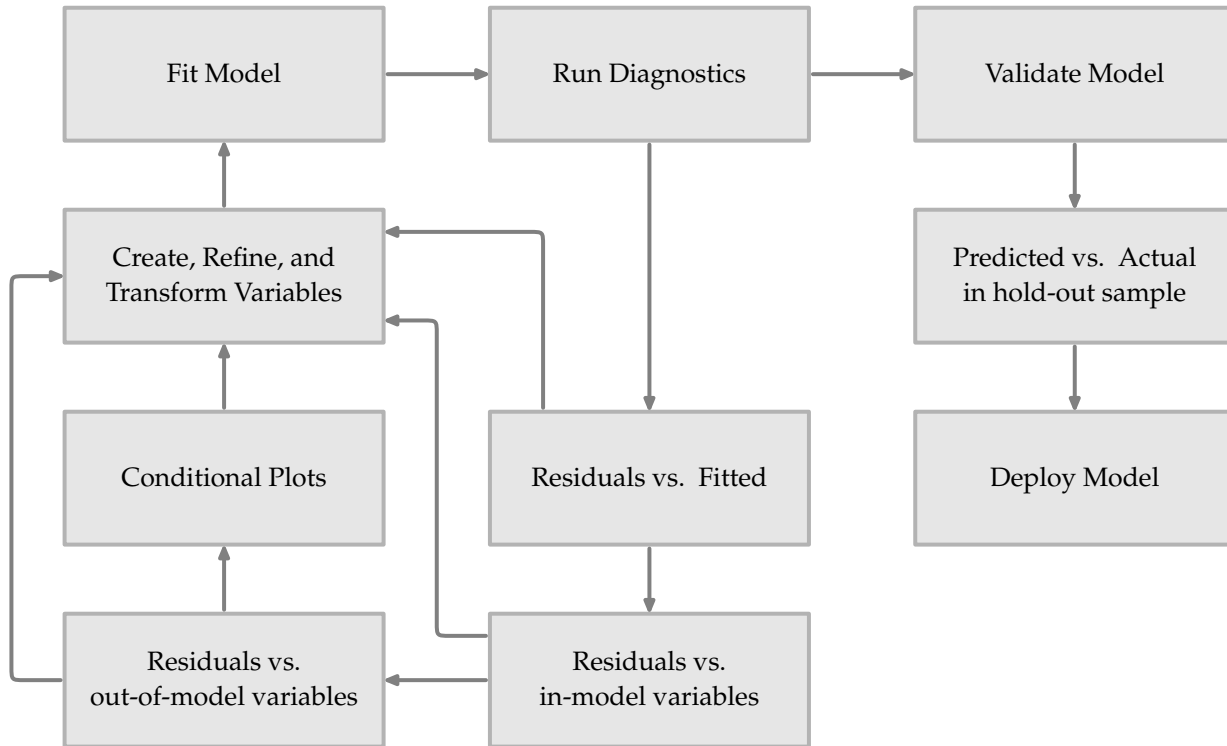 Fit Model
Run Diagnostics
Validate Model
Create, Refine, and
Transform Variables
Predicted vs. Actual
in hold-out sample
Conditional Plots
Residuals vs. Fitted
Deploy Model
Residuals vs.
out-of-model variables
Residuals vs.
in-model variables